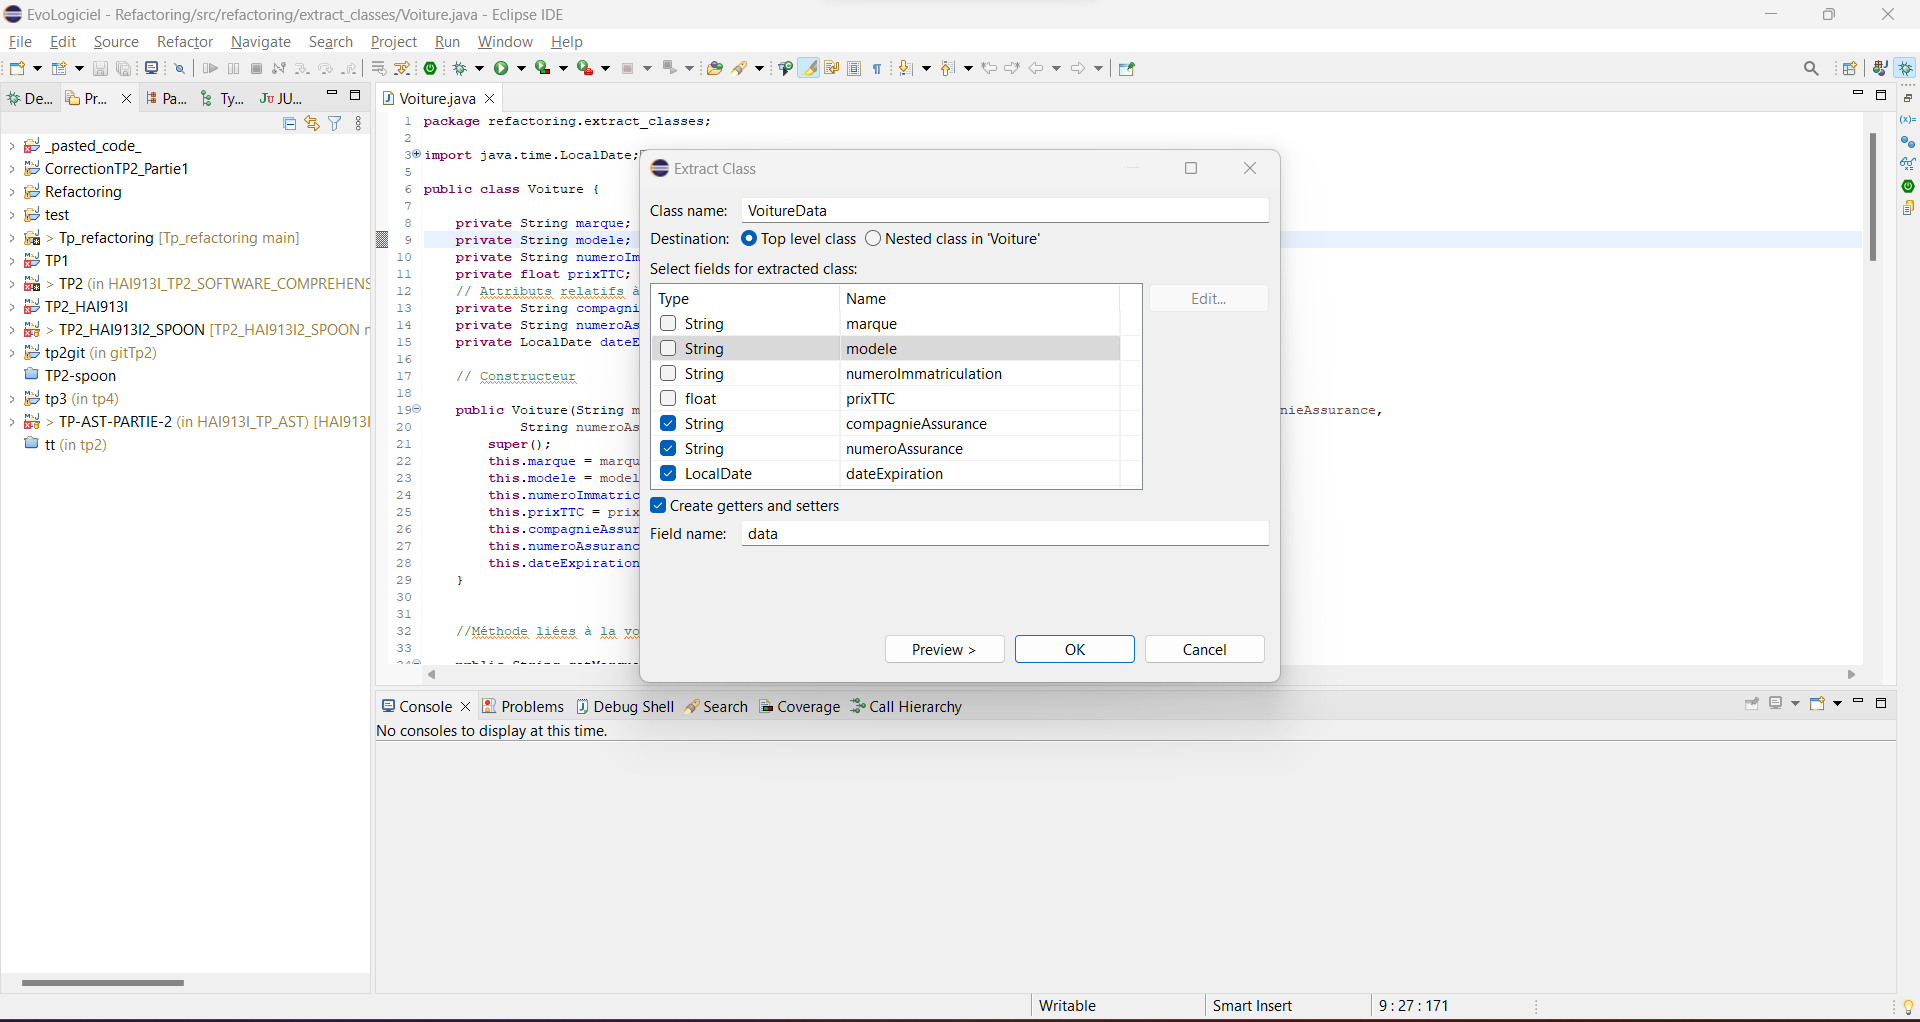 EvoLogiciel - Refactoring/src/refactoring/extract_classes/Voiture.java - Eclipse IDE
File Edit Source Refactor Navigate Search Project Run Window Help
De... Pr... Pa... Ty... JU JU...
_pasted_code_
CorrectionTP2_Partie1
Refactoring
test
> Tp_refactoring [Tp_refactoring main]
TP1
> TP2 (in HAI913I_TP2_SOFTWARE_COMPREHENS
TP2_HAI913I
> TP2_HAI913I2_SPOON [TP2_HAI913I2_SPOON
tp2git (in gitTp2)
TP2-spoon
tp3 (in tp4)
> TP-AST-PARTIE-2 (in HAI913I_TP_AST) [HAI913I
tt (in tp2)
Voiture.java
1 package refactoring.extract_classes;
2
3 import java.time.LocalDate;
5
6 public class Voiture {
7
8 private String marque;
9 private String modele;
10 private String numeroIm
11 private float prixTTC;
12 // Attributs relatifs à
13 private String compagni
14 private String numeroAs
15 private LocalDate dateE
16
17 // Constructeur
18
19 public Voiture(String m nieAssurance,
20 String numeroAs
21 super();
22 this.marque = marqu
23 this.modele = model
24 this.numeroImmatric
25 this.prixTTC = prix
26 this.compagnieAssur
27 this.numeroAssuranc
28 this.dateExpiration
29 }
30
31
32 //Méthode liées à la vo
33
Extract Class
Class name: VoitureData
Destination: Top level class Nested class in 'Voiture'
Select fields for extracted class:
Type Name
String marque
String modele
String numeroImmatriculation
float prixTTC
String compagnieAssurance
String numeroAssurance
LocalDate dateExpiration
Edit...
Create getters and setters
Field name: data
Preview > OK Cancel
Console Problems Debug Shell Search Coverage Call Hierarchy
No consoles to display at this time.
Writable Smart Insert 9 : 27 : 171